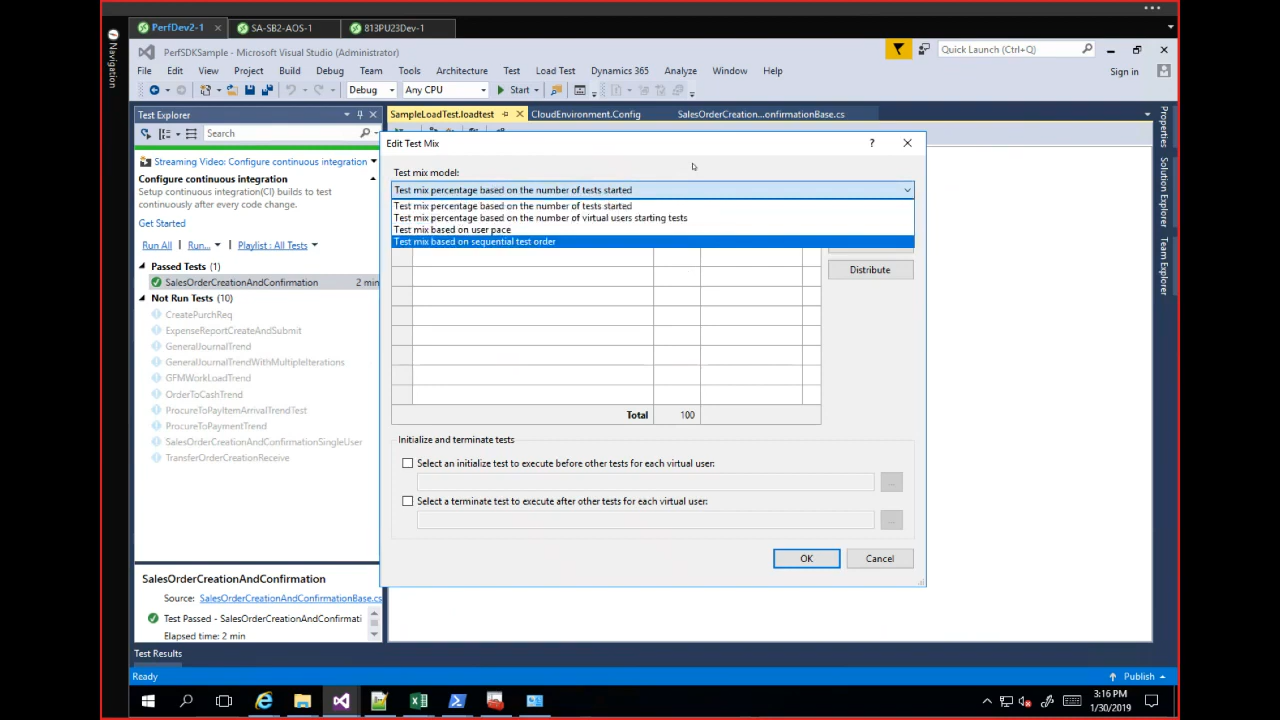 PerfDev2-1
SA-SB2-AOS-1
813PU23Dev-1
Navigation
PerfSDKSample - Microsoft Visual Studio (Administrator)
Quick Launch (Ctrl+Q)
File Edit View Project Build Debug Team Tools Architecture Test Load Test Dynamics 365 Analyze Window Help
Sign in
Debug
Any CPU
Start
Test Explorer
SampleLoadTest.loadtest
CloudEnvironment.Config
SalesOrderCreation...onfirmationBase.cs
Search
Streaming Video: Configure continuous integration
Configure continuous integration
Setup continuous integration(CI) builds to test
continuously after every code change.
Get Started
Run All | Run... | Playlist : All Tests
Passed Tests (1)
SalesOrderCreationAndConfirmation 2 min
Not Run Tests (10)
CreatePurchReq
ExpenseReportCreateAndSubmit
GeneralJournalTrend
GeneralJournalTrendWithMultipleIterations
GFMWorkLoadTrend
OrderToCashTrend
ProcureToPayItemArrivalTrendTest
ProcureToPaymentTrend
SalesOrderCreationAndConfirmationSingleUser
TransferOrderCreationReceive
SalesOrderCreationAndConfirmation
Source: SalesOrderCreationAndConfirmationBase.cs
Test Passed - SalesOrderCreationAndConfirmati
Elapsed time: 2 min
Edit Test Mix
?
Test mix model:
Test mix percentage based on the number of tests started
Test mix percentage based on the number of tests started
Test mix percentage based on the number of virtual users starting tests
Test mix based on user pace
Test mix based on sequential test order
Distribute
Total 100
Initialize and terminate tests
Select an initialize test to execute before other tests for each virtual user:
...
Select a terminate test to execute after other tests for each virtual user:
...
OK
Cancel
Properties
Solution Explorer
Team Explorer
Test Results
Ready
Publish
3:16 PM
1/30/2019